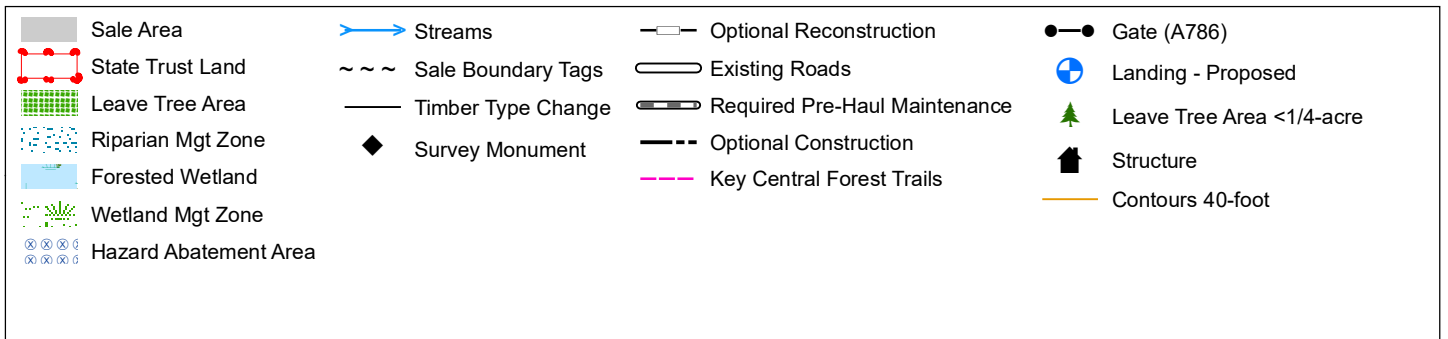 Sale Area
State Trust Land
Leave Tree Area
Riparian Mgt Zone
Forested Wetland
Wetland Mgt Zone
Hazard Abatement Area
Streams
Sale Boundary Tags
Timber Type Change
Survey Monument
Optional Reconstruction
Existing Roads
Required Pre-Haul Maintenance
Optional Construction
Key Central Forest Trails
Gate (A786)
Landing - Proposed
Leave Tree Area <1/4-acre
Structure
Contours 40-foot